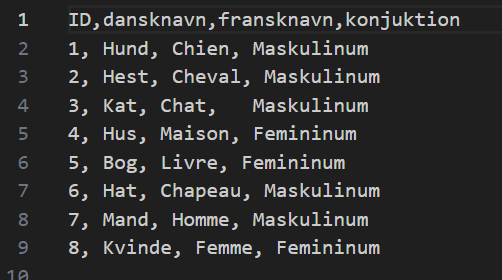 1 ID,dansknavn,fransknavn,konjuktion
2 1, Hund, Chien, Maskulinum
3 2, Hest, Cheval, Maskulinum
4 3, Kat, Chat,   Maskulinum
5 4, Hus, Maison, Femininum
6 5, Bog, Livre, Femininum
7 6, Hat, Chapeau, Maskulinum
8 7, Mand, Homme, Maskulinum
9 8, Kvinde, Femme, Femininum
10